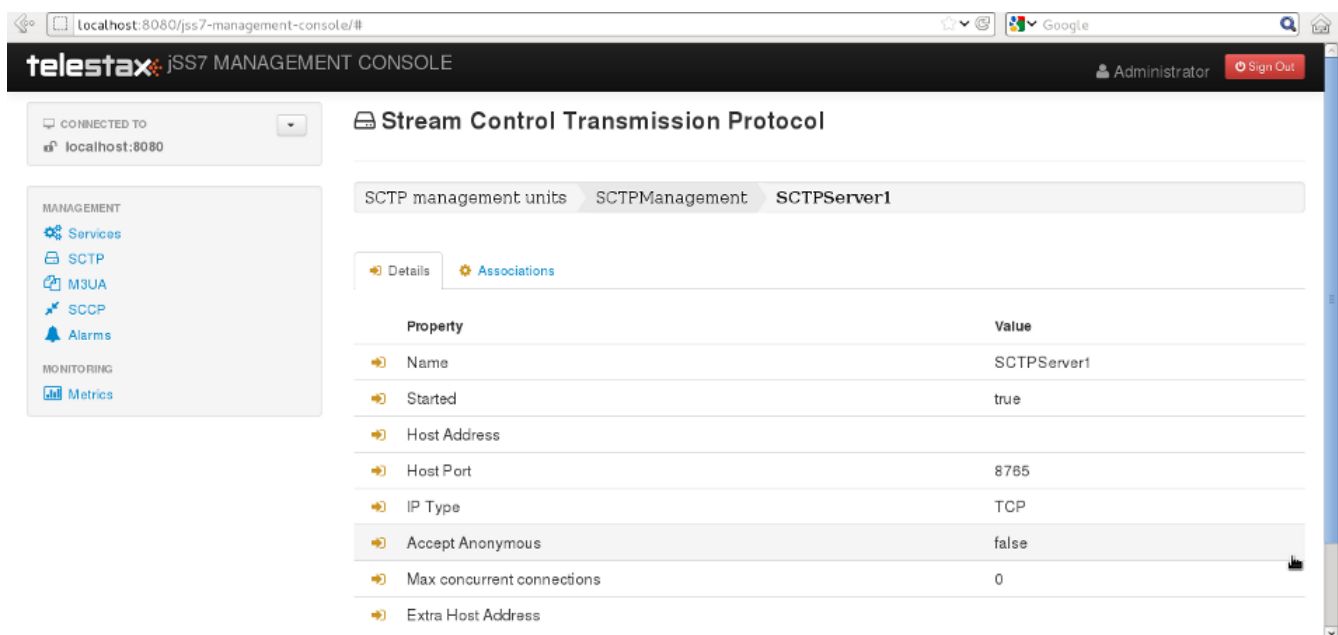 localhost:8080/jss7-management-console/#
Google
telestax jSS7 MANAGEMENT CONSOLE
Administrator
Sign Out
CONNECTED TO
localhost:8080
Stream Control Transmission Protocol
SCTP management units SCTPManagement SCTPServer1
MANAGEMENT
Services
SCTP
M3UA
SCCP
Alarms
MONITORING
Metrics
Details Associations
Property Value
Name SCTPServer1
Started true
Host Address
Host Port 8765
IP Type TCP
Accept Anonymous false
Max concurrent connections 0
Extra Host Address